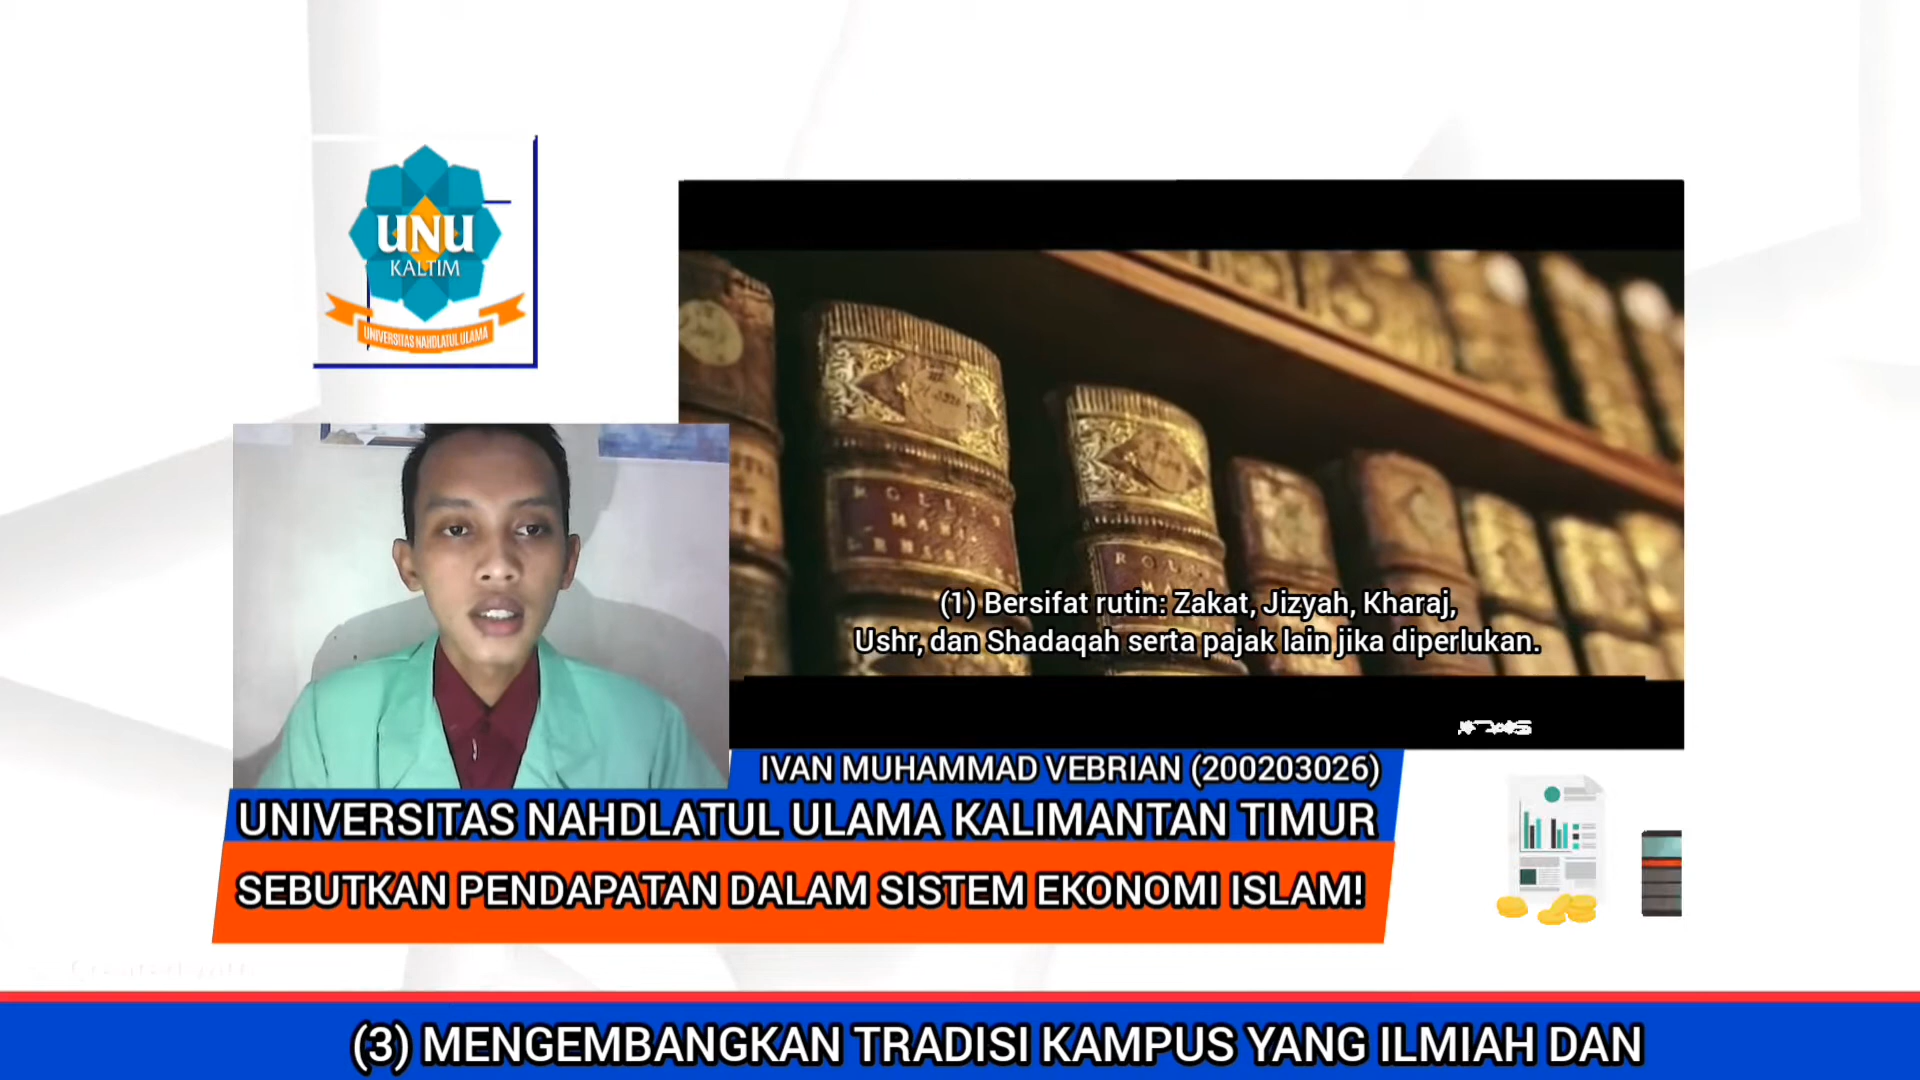 UNU
KALTIM
UNIVERSITAS NAHDLATUL ULAMA
(1) Bersifat rutin: Zakat, Jizyah, Kharaj,
Ushr, dan Shadaqah serta pajak lain jika diperlukan.
IVAN MUHAMMAD VEBRIAN (200203026)
UNIVERSITAS NAHDLATUL ULAMA KALIMANTAN TIMUR
SEBUTKAN PENDAPATAN DALAM SISTEM EKONOMI ISLAM!
(3) MENGEMBANGKAN TRADISI KAMPUS YANG ILMIAH DAN